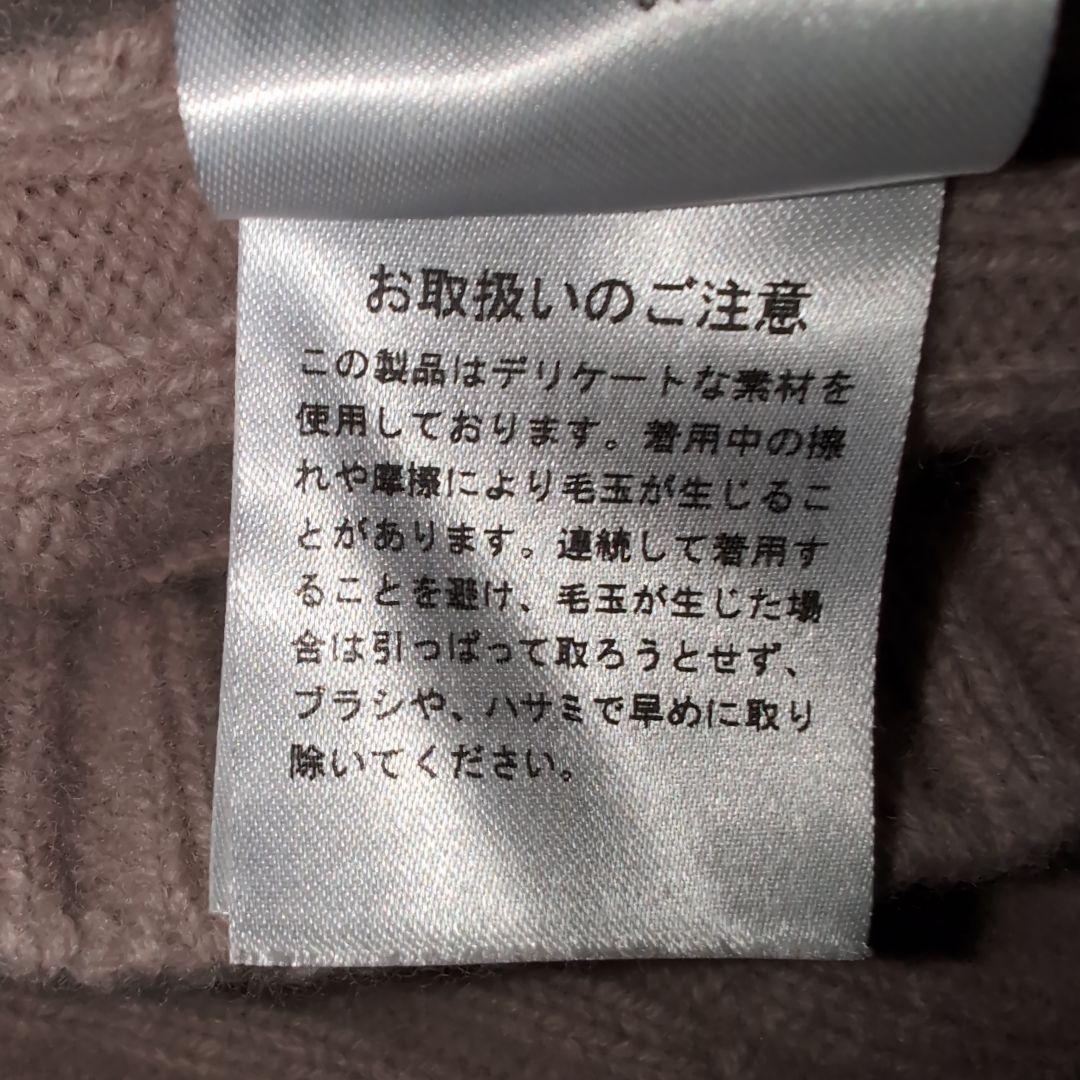 お取扱いのご注意
この製品はデリケートな素材を
使用しております。着用中の擦
れや摩擦により毛玉が生じるこ
とがあります。連続して着用す
ることを避け、毛玉が生じた場
合は引っぱって取ろうとせず、
ブラシや、ハサミで早めに取り
除いてください。